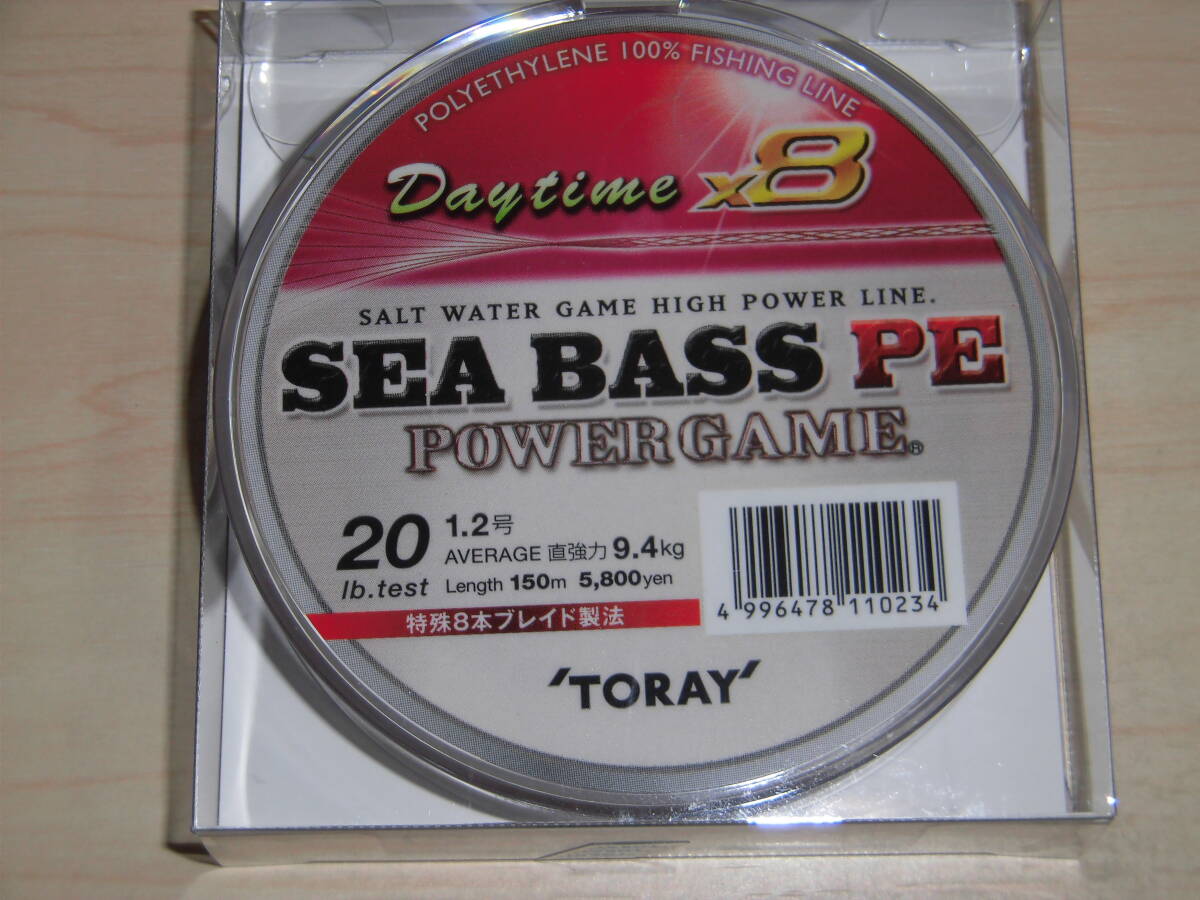 POLYETHYLENE 100% FISHING LINE
Daytime x8
SALT WATER GAME HIGH POWER LINE.
SEA BASS PE
POWERGAME®
20 lb.test
1.2号
AVERAGE 直強力 9.4kg
Length 150m 5,800yen
特殊8本ブレイド製法
4 996478 110234
'TORAY'